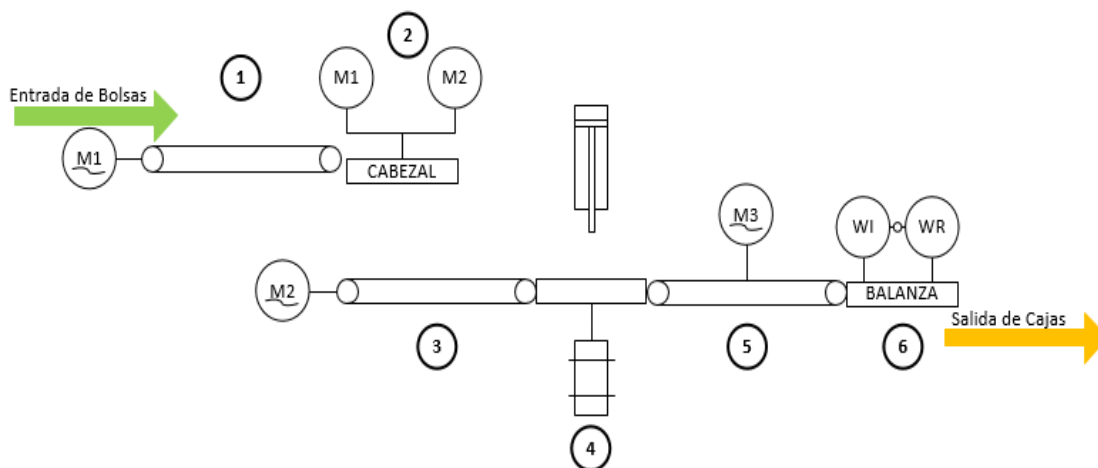 2
1
M1
M2
Entrada de Bolsas
M1
CABEZAL
M3
WI
WR
M2
BALANZA
Salida de Cajas
3
5
6
4